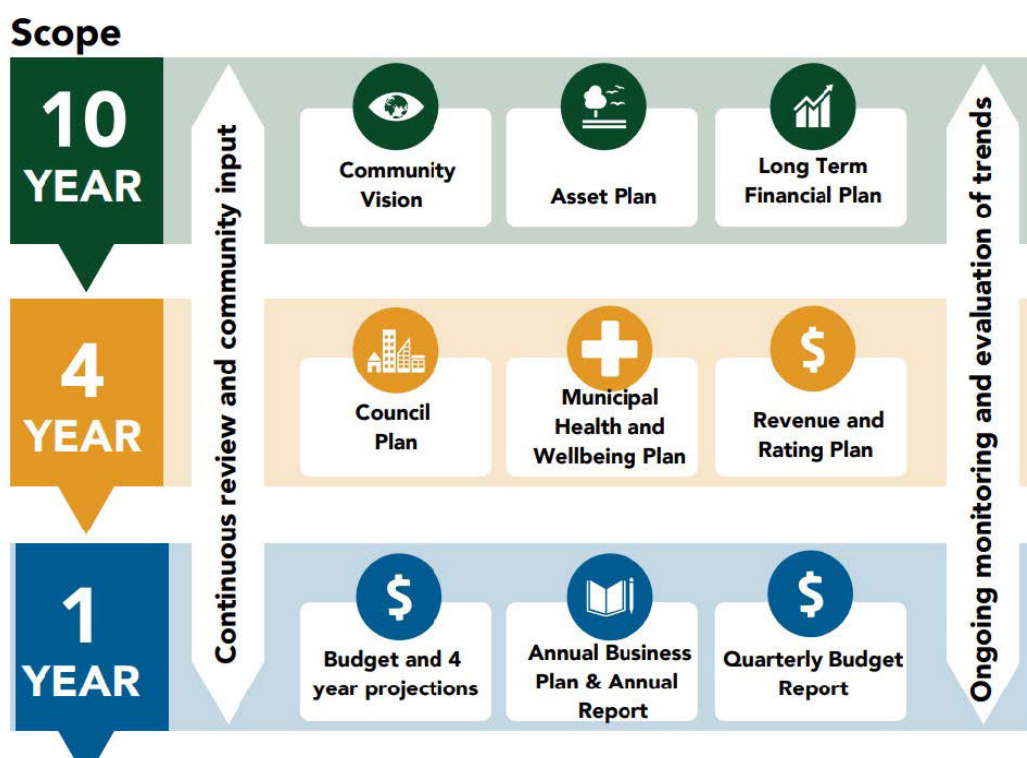 Scope
10
YEAR
Continuous review and community input
Community
Vision
Asset Plan
Long Term
Financial Plan
Ongoing monitoring and evaluation of trends
4
YEAR
Council
Plan
Municipal
Health and
Wellbeing Plan
$
Revenue and
Rating Plan
1
YEAR
$
Budget and 4
year projections
Annual Business
Plan & Annual
Report
$
Quarterly Budget
Report